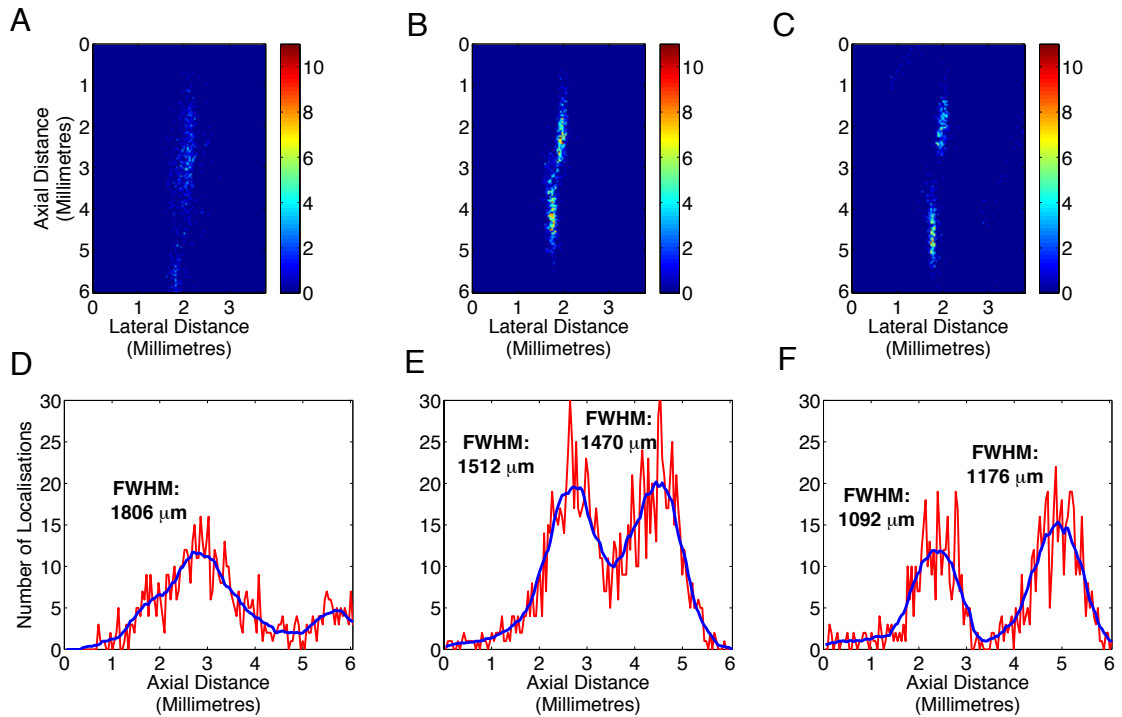 A
B
C
0
1
2
3
4
5
6
Axial Distance
(Millimetres)
0 1 2 3
Lateral Distance
(Millimetres)
10
8
6
4
2
0
0
1
2
3
4
5
6
0 1 2 3
Lateral Distance
(Millimetres)
10
8
6
4
2
0
0
1
2
3
4
5
6
0 1 2 3
Lateral Distance
(Millimetres)
10
8
6
4
2
0
D
E
F
30
25
20
15
10
5
0
Number of Localisations
FWHM:
1806 μm
0 1 2 3 4 5 6
Axial Distance
(Millimetres)
30
25
20
15
10
5
0
FWHM:
1512 μm
FWHM:
1470 μm
0 1 2 3 4 5 6
Axial Distance
(Millimetres)
30
25
20
15
10
5
0
FWHM:
1092 μm
FWHM:
1176 μm
0 1 2 3 4 5 6
Axial Distance
(Millimetres)